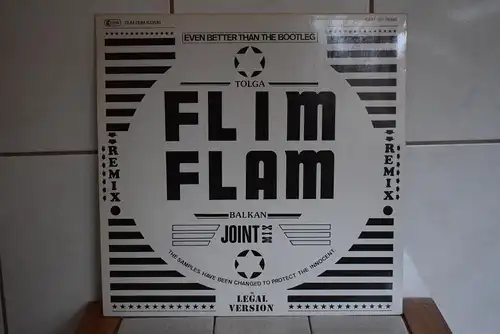 EVEN BETTER THAN THE BOOTLEG
TOLGA
FLIM
FLAM
REMIX
REMIX
BALKAN
JOINT MIX
THE SAMPLES HAVE BEEN CHANGED TO PROTECT THE INNOCENT.
LEGAL
VERSION